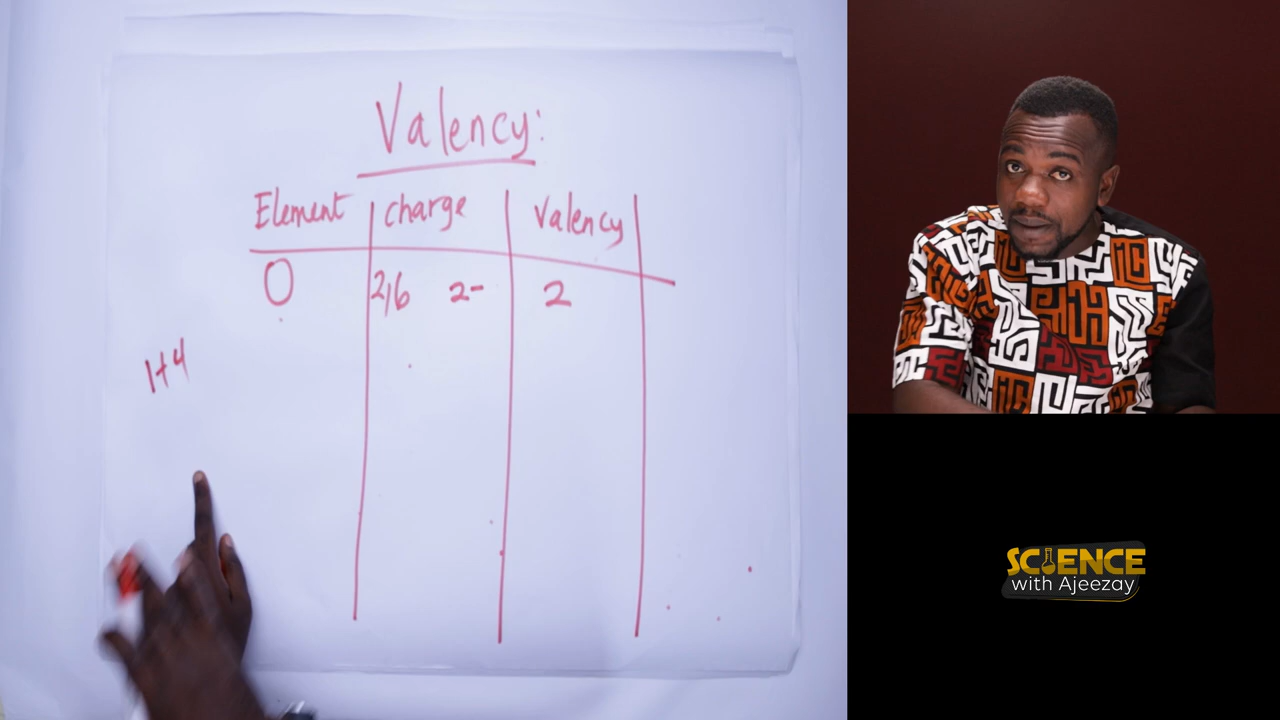 Valency:
Element charge Valency
O 2,6 2- 2
1+4
SCIENCE
with Ajeezay